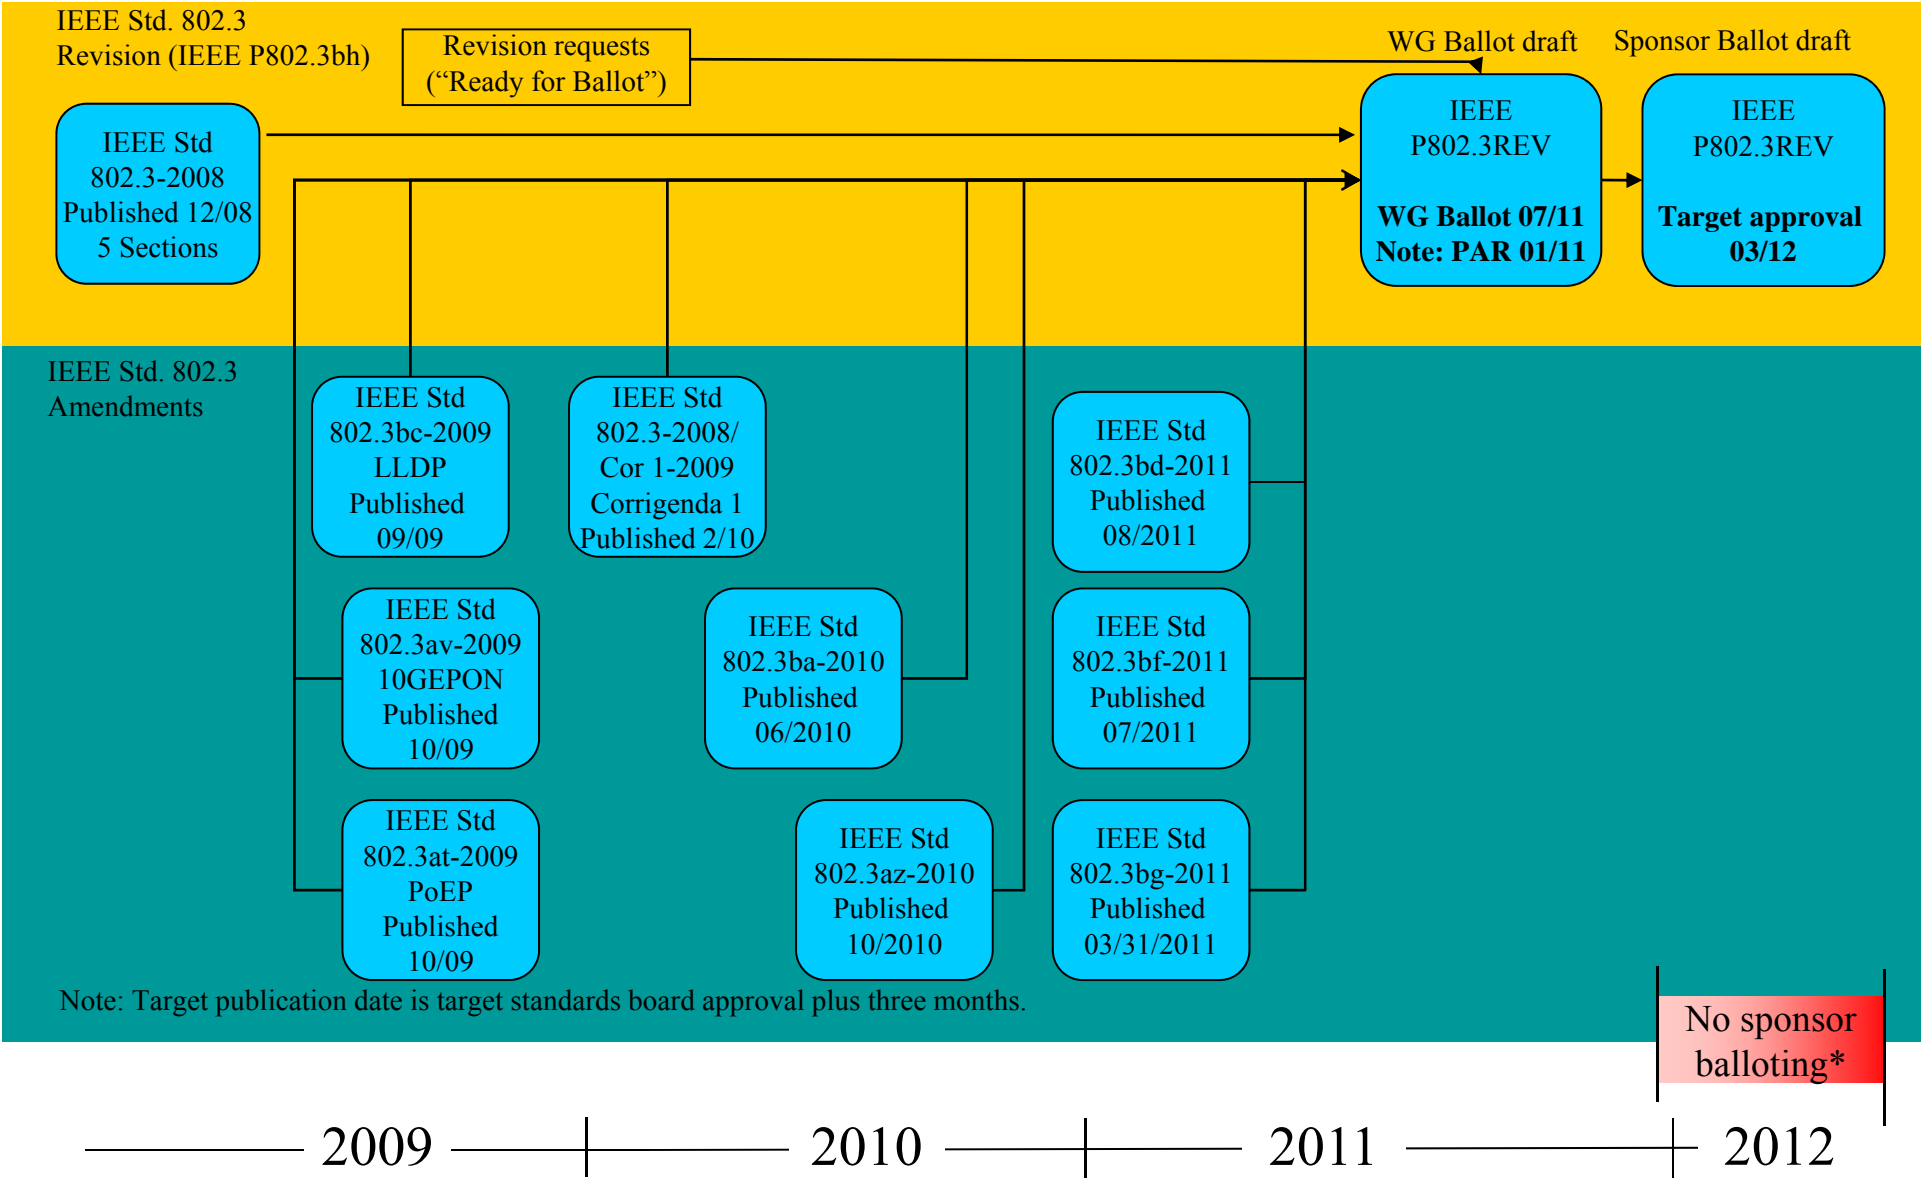 IEEE Std. 802.3
Revision (IEEE P802.3bh)
Revision requests
(“Ready for Ballot”)
WG Ballot draft
Sponsor Ballot draft
IEEE Std
802.3-2008
Published 12/08
5 Sections
IEEE
P802.3REV
WG Ballot 07/11
Note: PAR 01/11
IEEE
P802.3REV
Target approval
03/12
IEEE Std. 802.3
Amendments
IEEE Std
802.3bc-2009
LLDP
Published
09/09
IEEE Std
802.3-2008/
Cor 1-2009
Corrigenda 1
Published 2/10
IEEE Std
802.3bd-2011
Published
08/2011
IEEE Std
802.3av-2009
10GEPON
Published
10/09
IEEE Std
802.3ba-2010
Published
06/2010
IEEE Std
802.3bf-2011
Published
07/2011
IEEE Std
802.3at-2009
PoEP
Published
10/09
IEEE Std
802.3az-2010
Published
10/2010
IEEE Std
802.3bg-2011
Published
03/31/2011
Note: Target publication date is target standards board approval plus three months.
No sponsor
balloting*
2009
2010
2011
2012